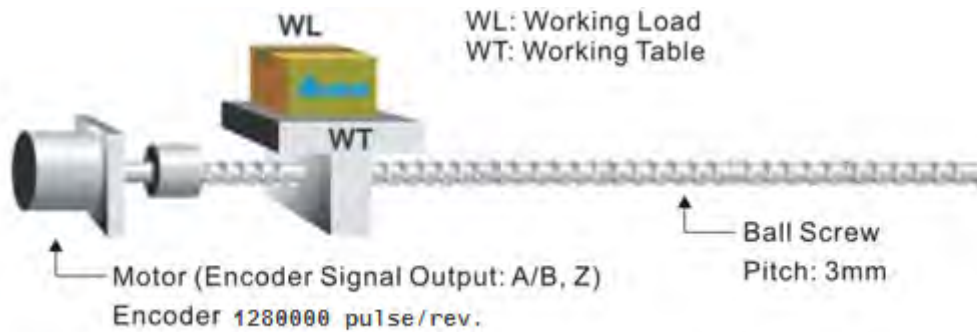 WL
WL: Working Load
WT: Working Table
WT
Ball Screw
Pitch: 3mm
Motor (Encoder Signal Output: A/B, Z)
Encoder 1280000 pulse/rev.